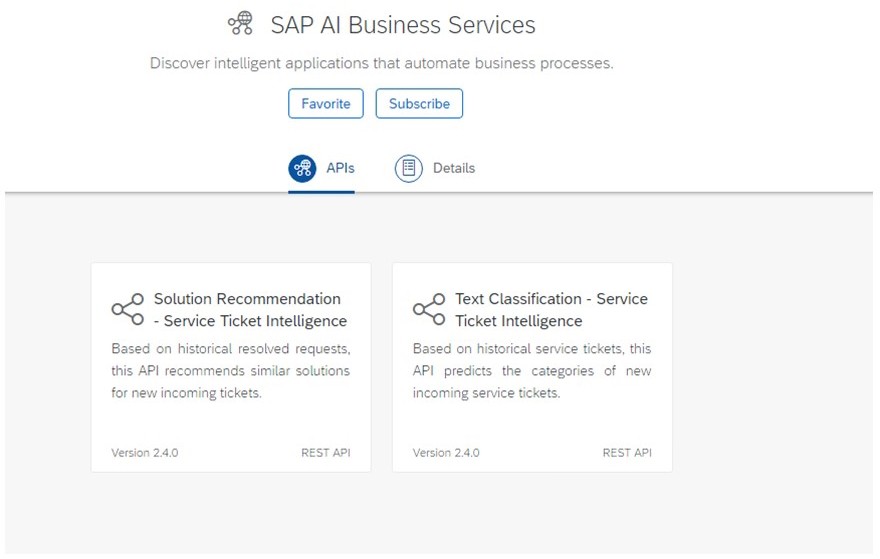 SAP AI Business Services
Discover intelligent applications that automate business processes.
Favorite
Subscribe
APIs
Details
Solution Recommendation
- Service Ticket Intelligence
Based on historical resolved requests,
this API recommends similar solutions
for new incoming tickets.
Version 2.4.0
REST API
Text Classification - Service
Ticket Intelligence
Based on historical service tickets, this
API predicts the categories of new
incoming service tickets.
Version 2.4.0
REST API